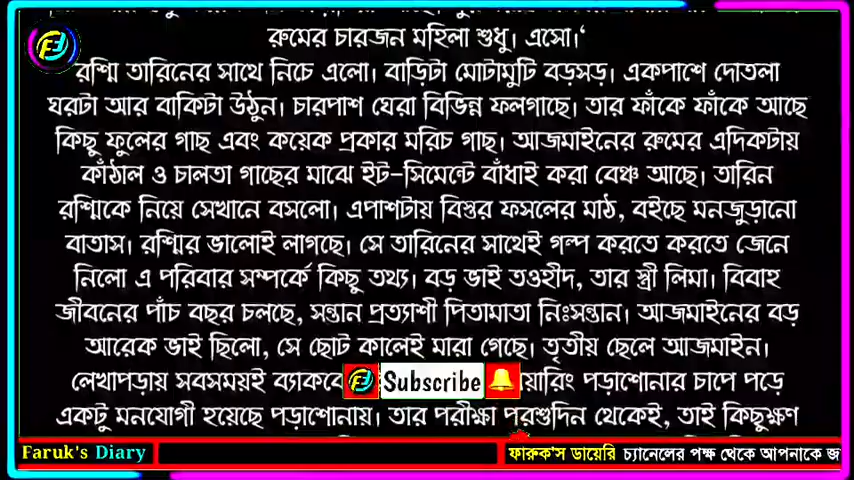 রুমের চারজন মহিলা শুধু। এসো।‘
রশ্মি তারিনের সাথে নিচে এলো। বাড়িটা মোটামুটি বড়সড়। একপাশে দোতলা
ঘরটা আর বাকিটা উঠুন। চারপাশ ঘেরা বিভিন্ন ফলগাছে। তার ফাঁকে ফাঁকে আছে
কিছু ফুলের গাছ এবং কয়েক প্রকার মরিচ গাছ। আজমাইনের রুমের এদিকটায়
কাঁঠাল ও চালতা গাছের মাঝে ইট-সিমেন্টে বাঁধাই করা বেঞ্চ আছে। তারিন
রশ্মিকে নিয়ে সেখানে বসলো। এপাশটায় বিস্তর ফসলের মাঠ, বইছে মনজুড়ানো
বাতাস। রশ্মির ভালোই লাগছে। সে তারিনের সাথেই গল্প করতে করতে জেনে
নিলো এ পরিবার সম্পর্কে কিছু তথ্য। বড় ভাই তওহীদ, তার স্ত্রী লিমা। বিবাহ
জীবনের পাঁচ বছর চলছে, সন্তান প্রত্যাশী পিতামাতা নিঃসন্তান। আজমাইনের বড়
আরেক ভাই ছিলো, সে ছোট কালেই মারা গেছে। তৃতীয় ছেলে আজমাইন।
লেখাপড়ায় সবসময়ই পড়াশোনার চাপে পড়ে
Subscribe
একটু মনযোগী হয়েছে পড়াশোনায়। তার পরীক্ষা পরশুদিন থেকেই, তাই কিছুক্ষণ
Faruk's Diary
ফারুক'স ডায়েরি চ্যানেলের পক্ষ থেকে আপনাকে